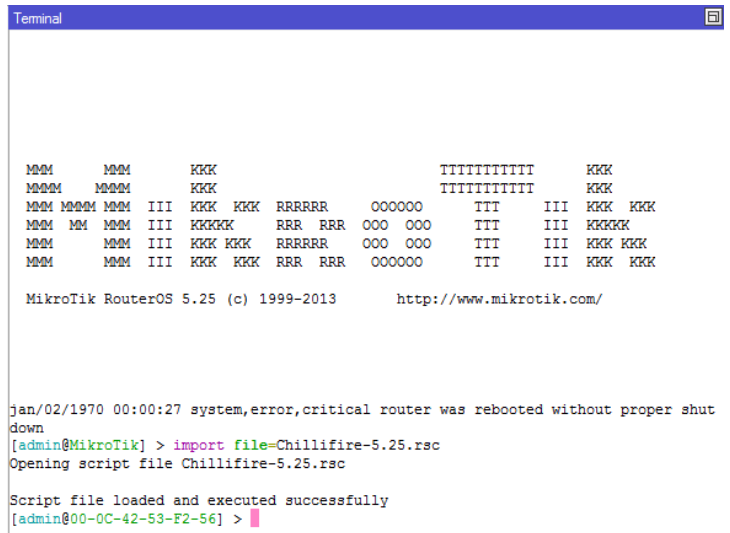 Terminal
MMM      MMM       KKK                          TTTTTTTTTTT      KKK
MMMM    MMMM       KKK                          TTTTTTTTTTT      KKK
MMM MMMM MMM  III  KKK  KKK  RRRRRR     OOOOOO      TTT     III  KKK  KKK
MMM  MM  MMM  III  KKKKK     RRR  RRR  OOO  OOO     TTT     III  KKKKK
MMM      MMM  III  KKK KKK   RRRRRR    OOO  OOO     TTT     III  KKK KKK
MMM      MMM  III  KKK  KKK  RRR  RRR   OOOOOO      TTT     III  KKK  KKK
MikroTik RouterOS 5.25 (c) 1999-2013       http://www.mikrotik.com/
jan/02/1970 00:00:27 system,error,critical router was rebooted without proper shut
down
[admin@MikroTik] > import file=Chillifire-5.25.rsc
Opening script file Chillifire-5.25.rsc
Script file loaded and executed successfully
[admin@00-0C-42-53-F2-56] >